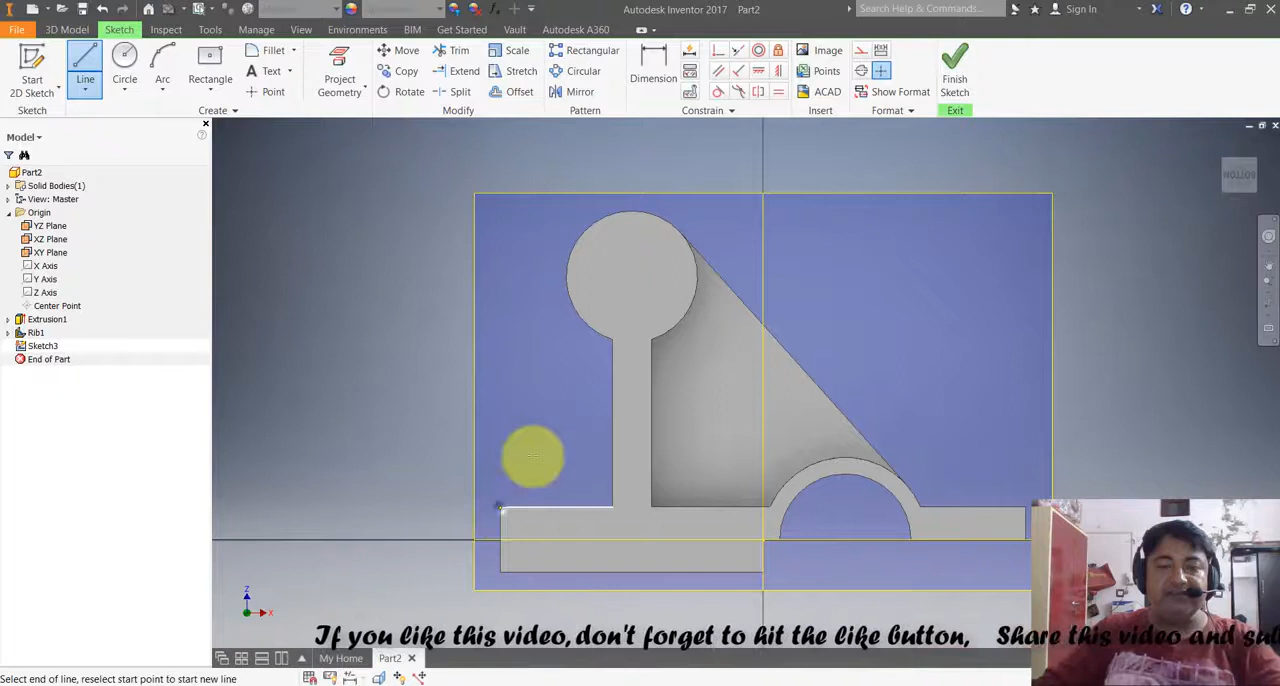 Autodesk Inventor 2017 Part2
Search Help & Commands...
Sign In
File 3D Model Sketch Inspect Tools Manage View Environments BIM Get Started Vault Autodesk A360
Start 2D Sketch
Line
Circle
Arc
Rectangle
Fillet
Text
Point
Project Geometry
Move
Copy
Rotate
Trim
Extend
Split
Scale
Stretch
Offset
Rectangular
Circular
Mirror
Dimension
Image
Points
ACAD
Show Format
Finish Sketch
Sketch Create Modify Pattern Constrain Insert Format Exit
Model
Part2
Solid Bodies(1)
View: Master
Origin
YZ Plane
XZ Plane
XY Plane
X Axis
Y Axis
Z Axis
Center Point
Extrusion1
Rib1
Sketch3
End of Part
BOTTOM
Z
X
If you like this video, don't forget to hit the like button, Share this video and su
My Home Part2
Select end of line, reselect start point to start new line